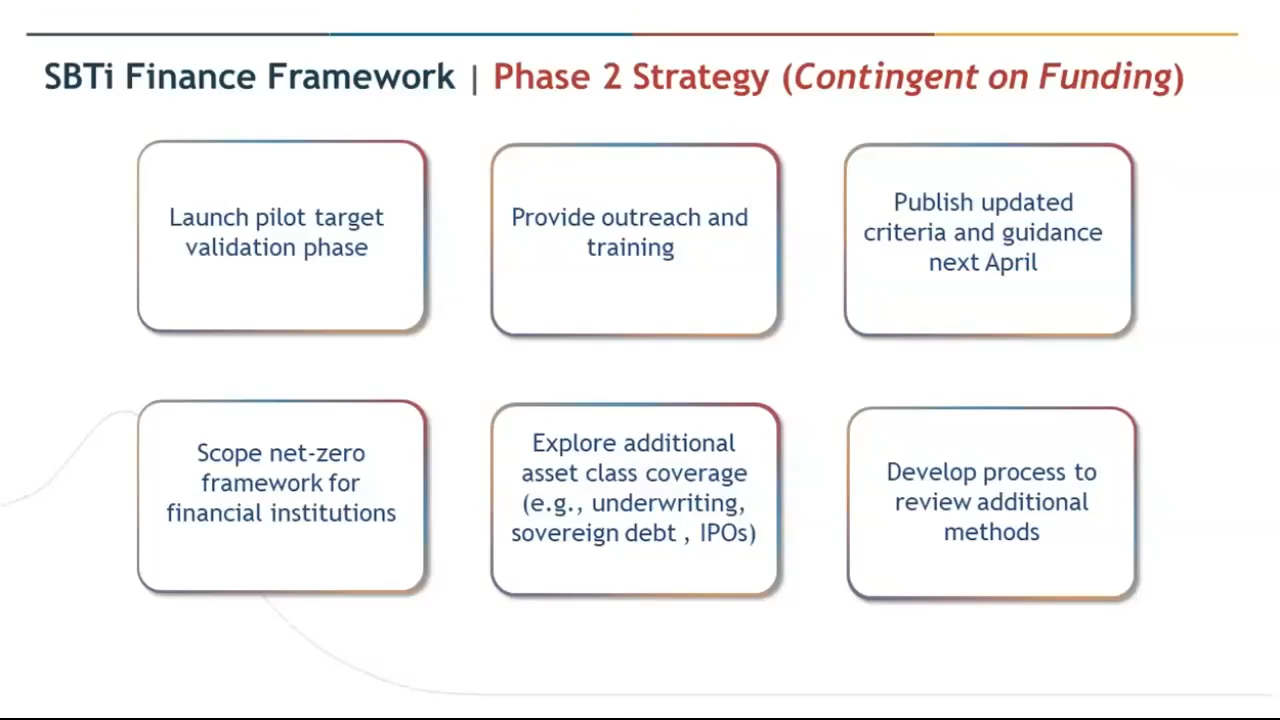 SBTi Finance Framework | Phase 2 Strategy (Contingent on Funding)
Launch pilot target
validation phase
Provide outreach and
training
Publish updated
criteria and guidance
next April
Scope net-zero
framework for
financial institutions
Explore additional
asset class coverage
(e.g., underwriting,
sovereign debt , IPOs)
Develop process to
review additional
methods